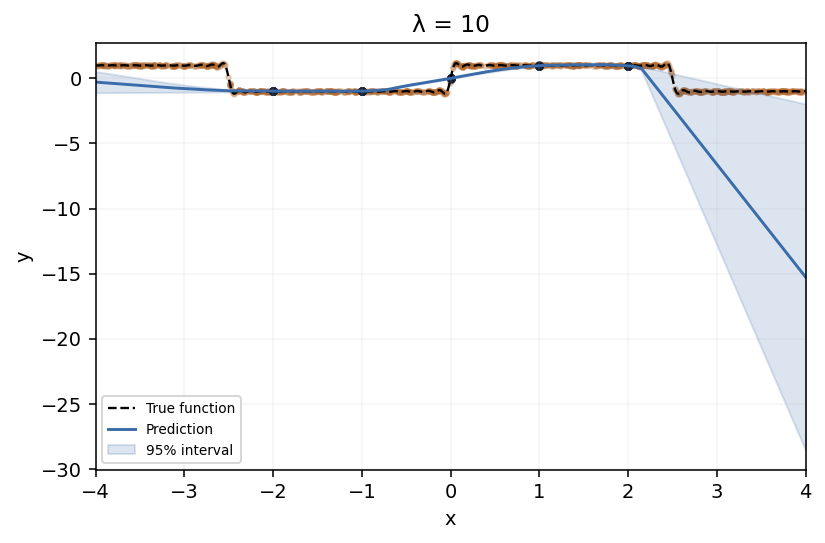 λ = 10
y
0
−5
−10
−15
−20
−25
−30
True function
Prediction
95% interval
−4 −3 −2 −1 0 1 2 3 4
x